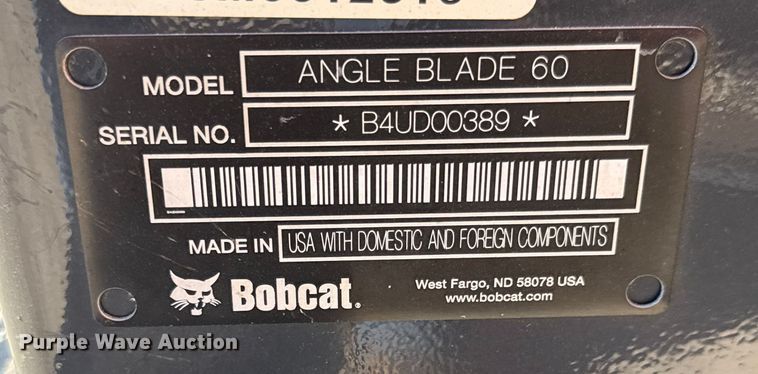 MODEL ANGLE BLADE 60
SERIAL NO. * B4UD00389 *
MADE IN USA WITH DOMESTIC AND FOREIGN COMPONENTS
Bobcat®
West Fargo, ND 58078 USA
www.bobcat.com
Purple Wave Auction